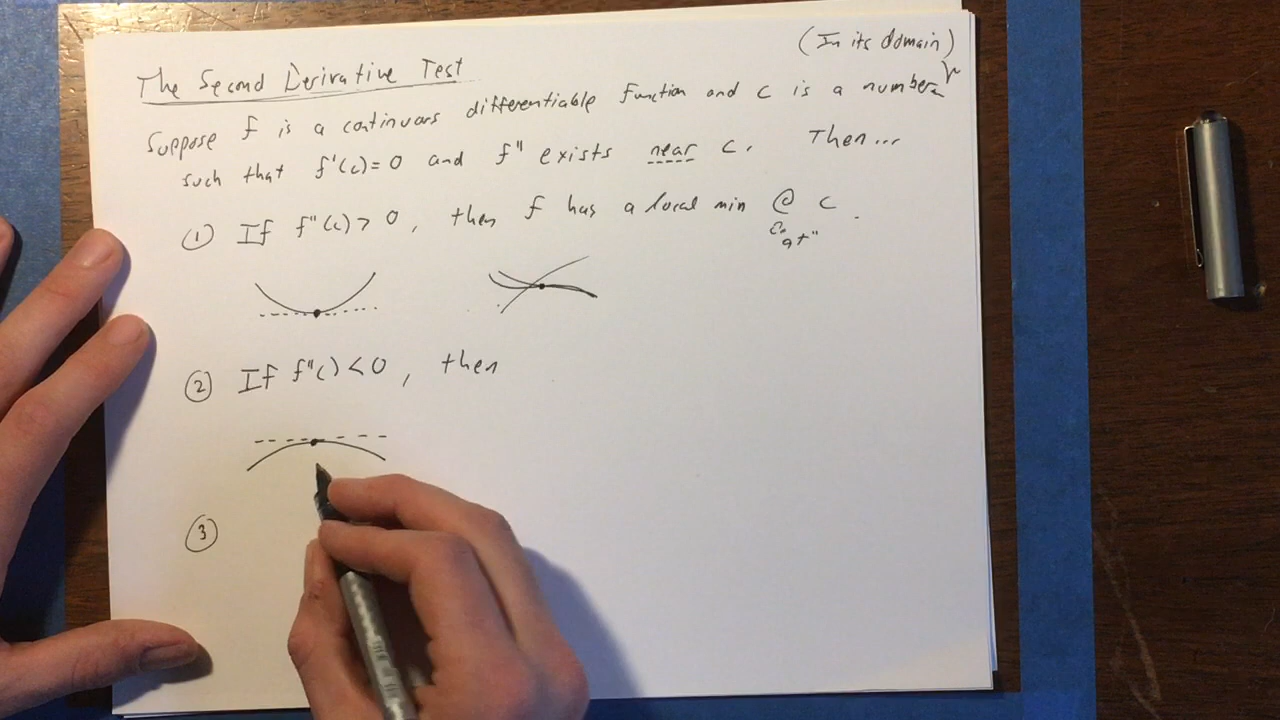 (In its domain)
The Second Derivative Test
Suppose f is a continuous differentiable function and c is a number
such that f'(c)=0 and f" exists near c. Then...
(1) If f"(c) > 0, then f has a local min @ c.
"at"
(2) If f"( ) < 0, then
(3)